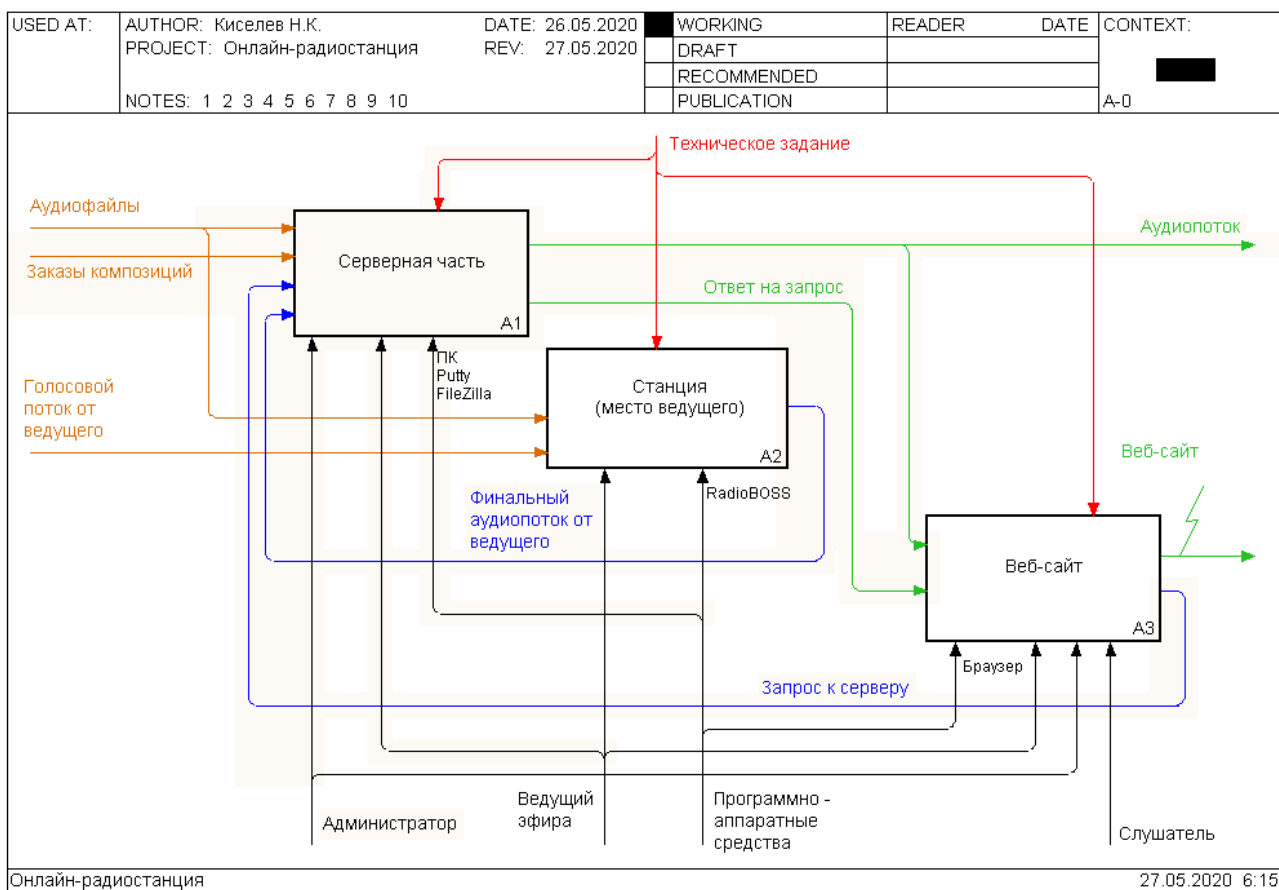 USED AT:
AUTHOR: Киселев Н.К.
DATE: 26.05.2020
WORKING
READER
DATE
CONTEXT:
PROJECT: Онлайн-радиостанция
REV: 27.05.2020
DRAFT
RECOMMENDED
NOTES: 1 2 3 4 5 6 7 8 9 10
PUBLICATION
A-0
Техническое задание
Аудиофайлы
Аудиопоток
Серверная часть
Заказы композиций
Ответ на запрос
A1
ПК
Putty
FileZilla
Голосовой
поток от
ведущего
Станция
(место ведущего)
A2
Веб-сайт
RadioBOSS
Финальный
аудиопоток от
ведущего
Веб-сайт
A3
Браузер
Запрос к серверу
Администратор
Ведущий
эфира
Программно -
аппаратные
средства
Слушатель
Онлайн-радиостанция
27.05.2020 6:15